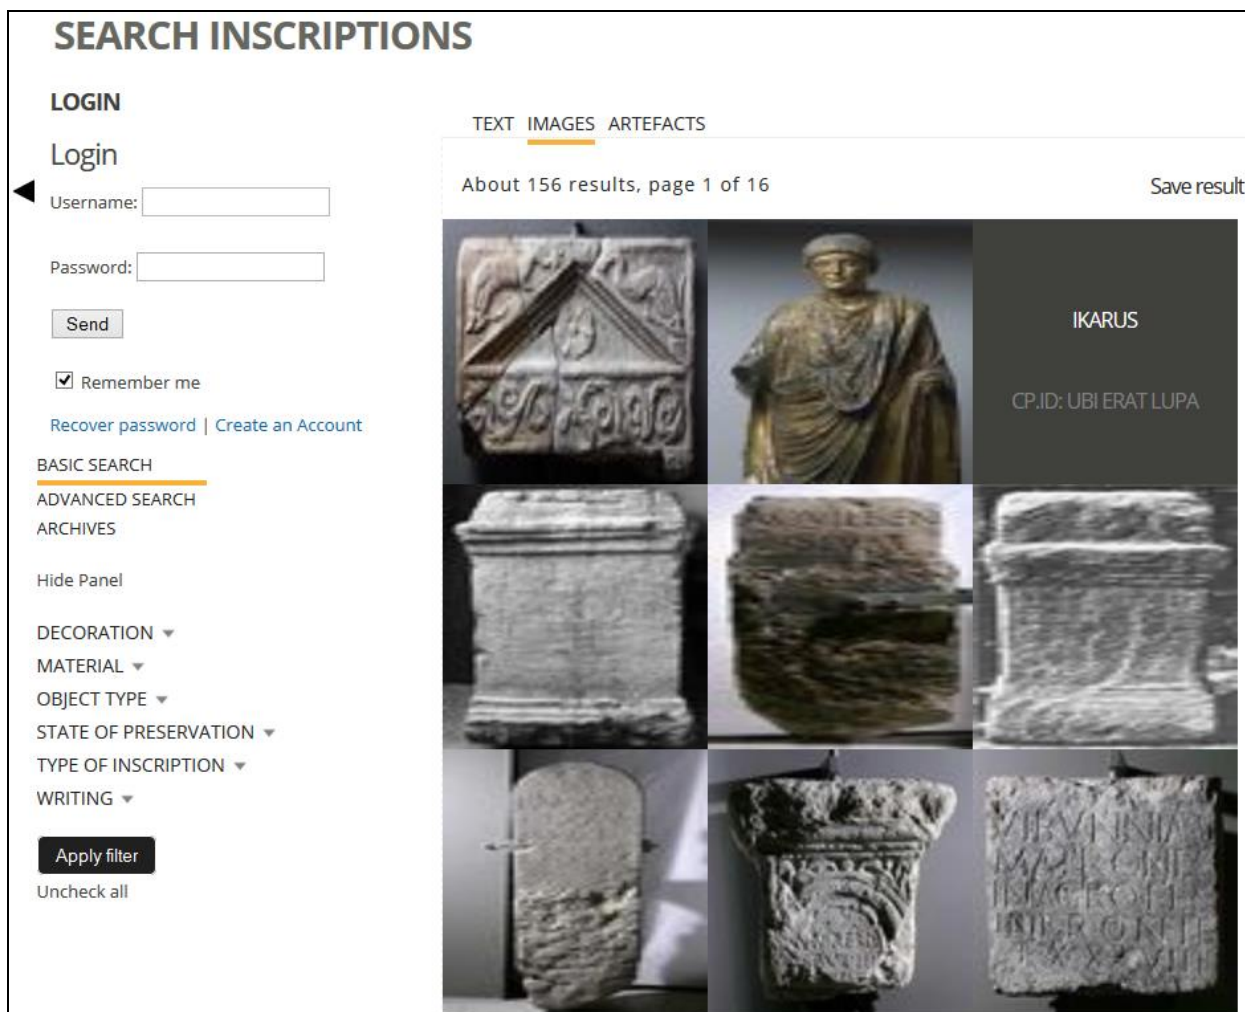 SEARCH INSCRIPTIONS
LOGIN
Login
Username:
Password:
Send
Remember me
Recover password | Create an Account
BASIC SEARCH
ADVANCED SEARCH
ARCHIVES
Hide Panel
DECORATION
MATERIAL
OBJECT TYPE
STATE OF PRESERVATION
TYPE OF INSCRIPTION
WRITING
Apply filter
Uncheck all
TEXT IMAGES ARTEFACTS
About 156 results, page 1 of 16
Save result
IKARUS
CP.ID: UBI ERAT LUPA